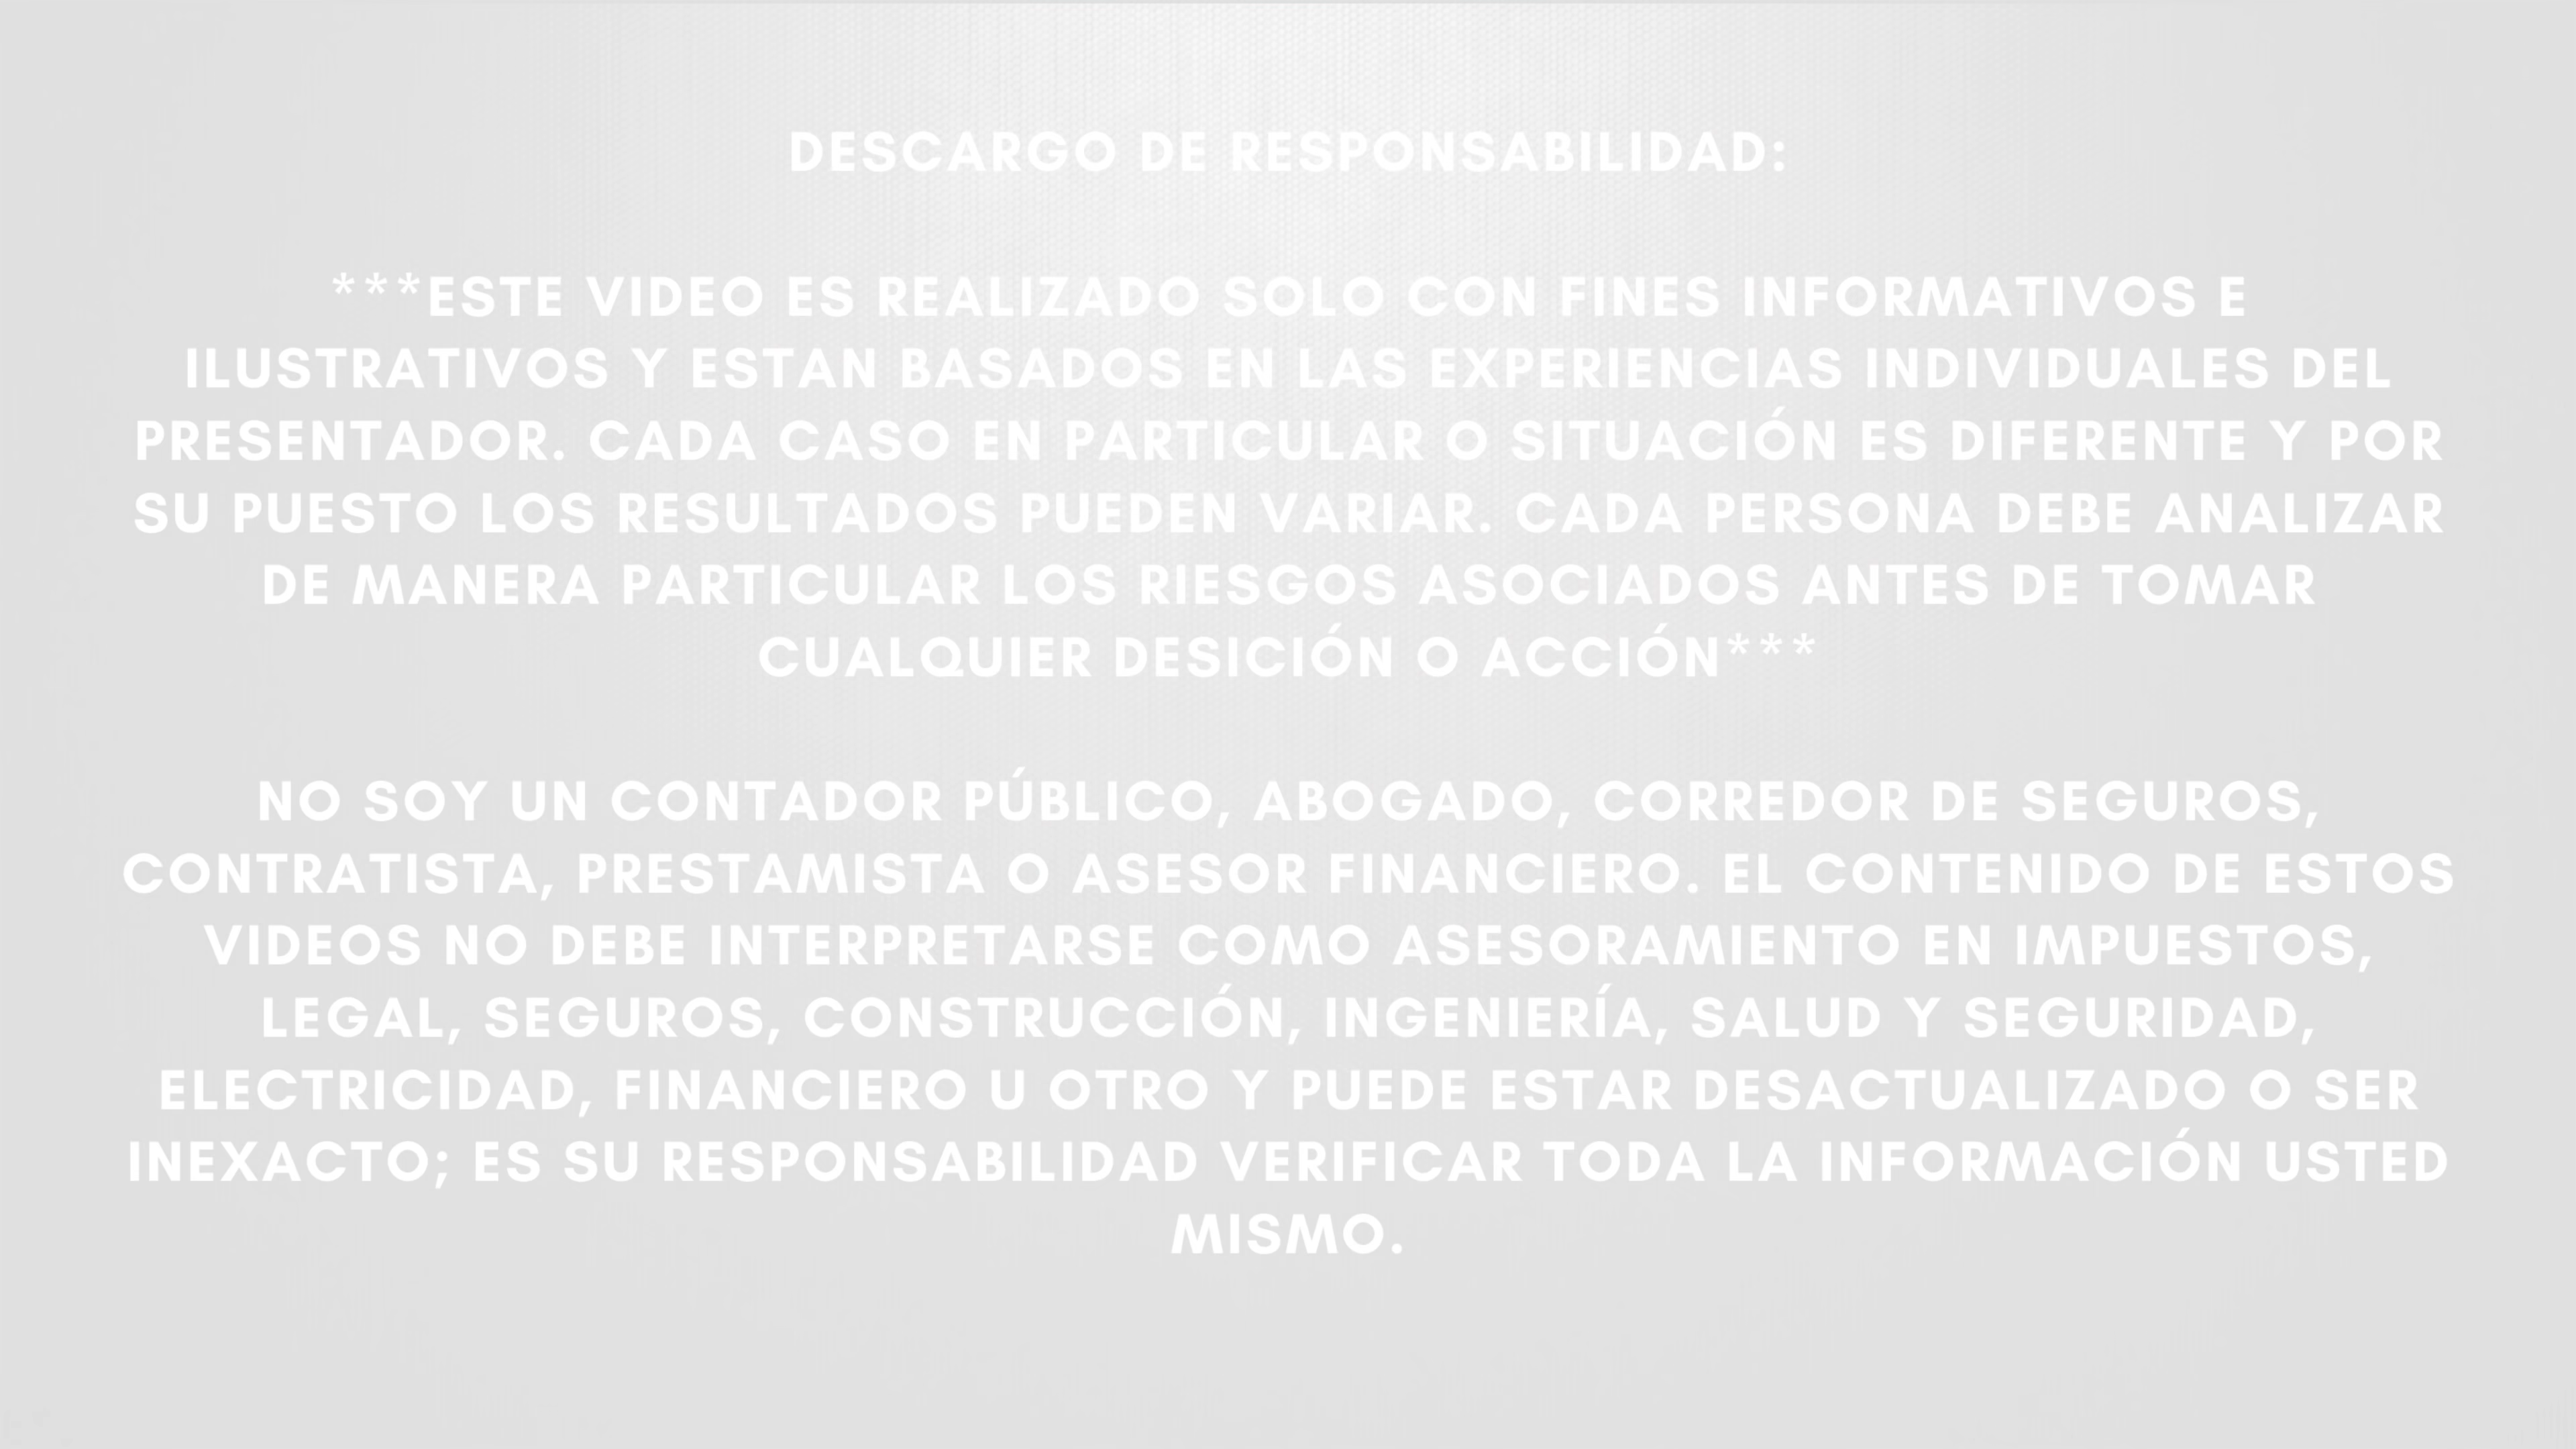 DESCARGO DE RESPONSABILIDAD:
***ESTE VIDEO ES REALIZADO SOLO CON FINES INFORMATIVOS E
ILUSTRATIVOS Y ESTAN BASADOS EN LAS EXPERIENCIAS INDIVIDUALES DEL
PRESENTADOR. CADA CASO EN PARTICULAR O SITUACIÓN ES DIFERENTE Y POR
SU PUESTO LOS RESULTADOS PUEDEN VARIAR. CADA PERSONA DEBE ANALIZAR
DE MANERA PARTICULAR LOS RIESGOS ASOCIADOS ANTES DE TOMAR
CUALQUIER DESICIÓN O ACCIÓN***
NO SOY UN CONTADOR PÚBLICO, ABOGADO, CORREDOR DE SEGUROS,
CONTRATISTA, PRESTAMISTA O ASESOR FINANCIERO. EL CONTENIDO DE ESTOS
VIDEOS NO DEBE INTERPRETARSE COMO ASESORAMIENTO EN IMPUESTOS,
LEGAL, SEGUROS, CONSTRUCCIÓN, INGENIERÍA, SALUD Y SEGURIDAD,
ELECTRICIDAD, FINANCIERO U OTRO Y PUEDE ESTAR DESACTUALIZADO O SER
INEXACTO; ES SU RESPONSABILIDAD VERIFICAR TODA LA INFORMACIÓN USTED
MISMO.